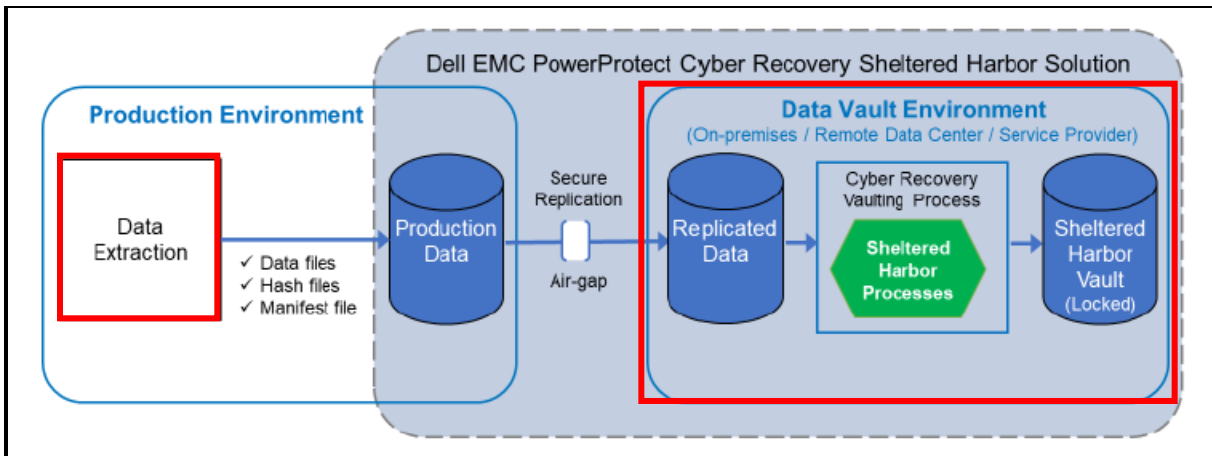 Dell EMC PowerProtect Cyber Recovery Sheltered Harbor Solution
Production Environment
Data
Extraction
✓ Data files
✓ Hash files
✓ Manifest file
Production
Data
Secure
Replication
Air-gap
Data Vault Environment
(On-premises / Remote Data Center / Service Provider)
Replicated
Data
Cyber Recovery
Vaulting Process
Sheltered
Harbor
Processes
Sheltered
Harbor
Vault
(Locked)